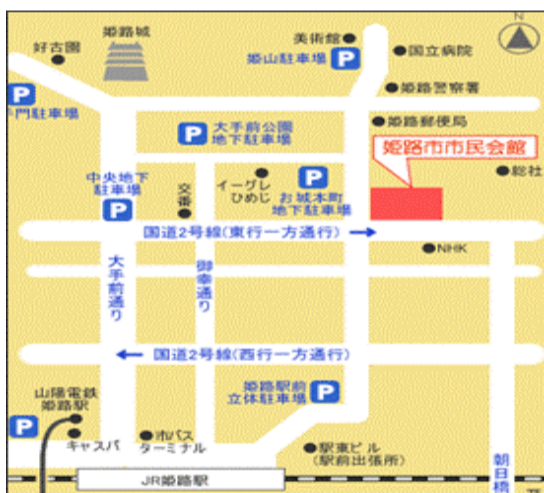 N
姫路城
美術館
好古園
国立病院
姫山駐車場
P
姫路警察署
P
門駐車場
姫路郵便局
P
大手前公園
地下駐車場
姫路市市民会館
総社
中央地下
駐車場
P
交番
イーグレ
ひめじ
P
お城本町
地下駐車場
国道2号線(東行一方通行)
NHK
大手前通り
御幸通り
国道2号線(西行一方通行)
姫路駅前
立体駐車場
P
山陽電鉄
姫路駅
P
キャスパ
市バス
ターミナル
駅東ビル
(駅前出張所)
朝日橋
JR姫路駅